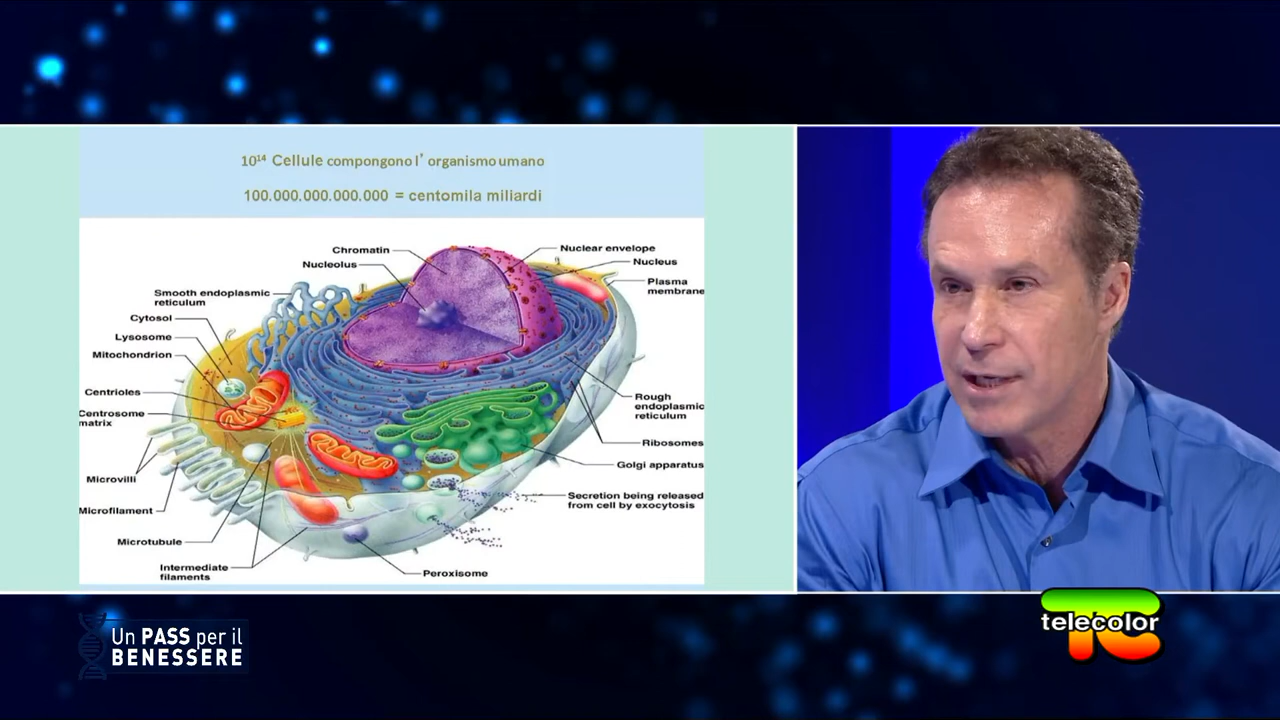 10¹⁴ Cellule compongono l' organismo umano
100.000.000.000.000 = centomila miliardi
Chromatin
Nucleolus
Smooth endoplasmic
reticulum
Cytosol
Lysosome
Mitochondrion
Centrioles
Centrosome
matrix
Microvilli
Microfilament
Microtubule
Intermediate
filaments
Nuclear envelope
Nucleus
Plasma
membrane
Rough
endoplasmic
reticulum
Ribosomes
Golgi apparatus
Secretion being released
from cell by exocytosis
Peroxisome
Un PASS per il
BENESSERE
telecolor